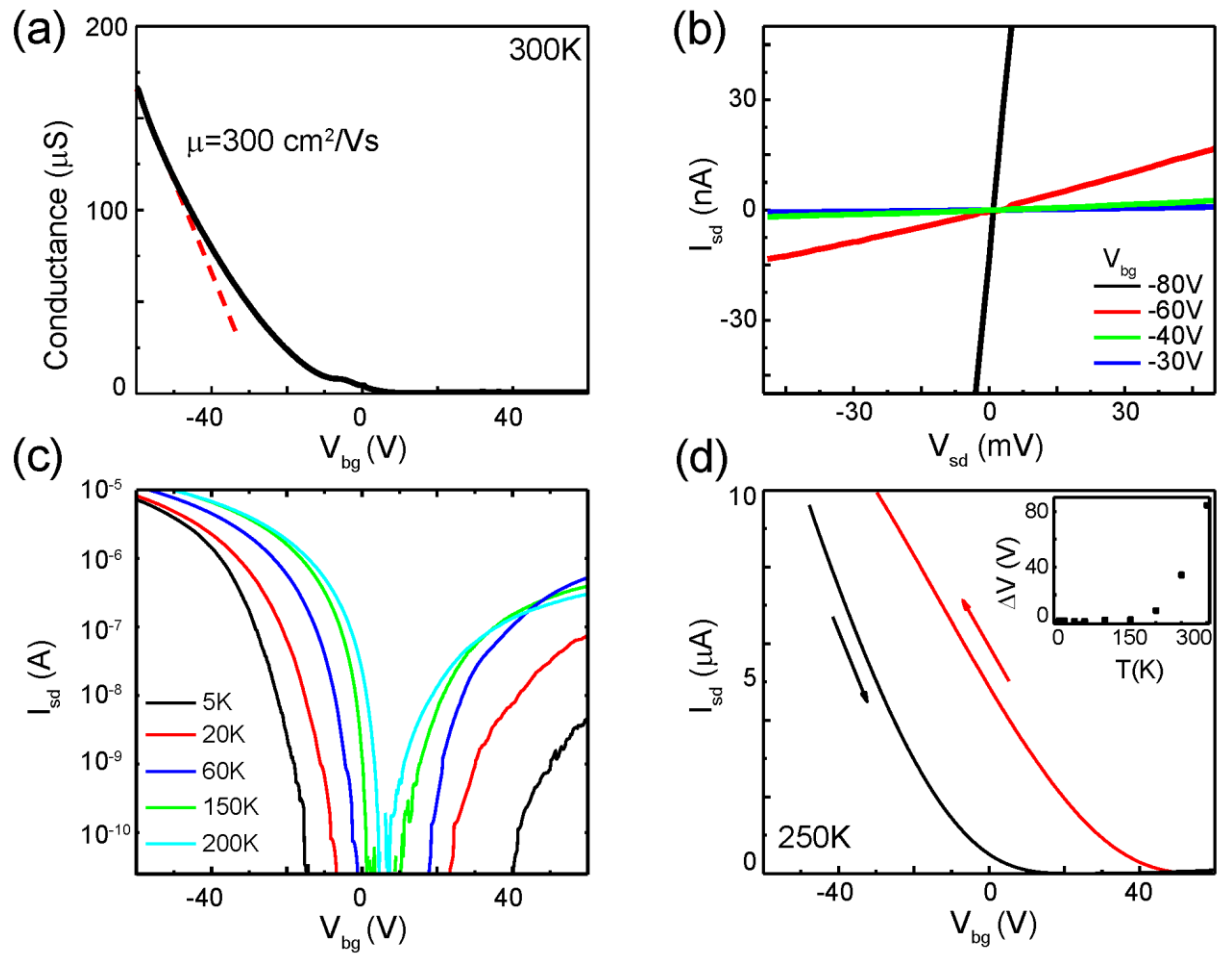 (a)
200
300K
μ=300 cm²/Vs
100
0
Conductance (μS)
-40 0 40
V_bg (V)
(b)
30
0
-30
I_sd (nA)
V_bg
-80V
-60V
-40V
-30V
-30 0 30
V_sd (mV)
(c)
10⁻⁵
10⁻⁶
10⁻⁷
10⁻⁸
10⁻⁹
10⁻¹⁰
I_sd (A)
5K
20K
60K
150K
200K
-40 0 40
V_bg (V)
(d)
10
5
0
I_sd (μA)
80
40
0
ΔV (V)
0 150 300
T(K)
250K
-40 0 40
V_bg (V)